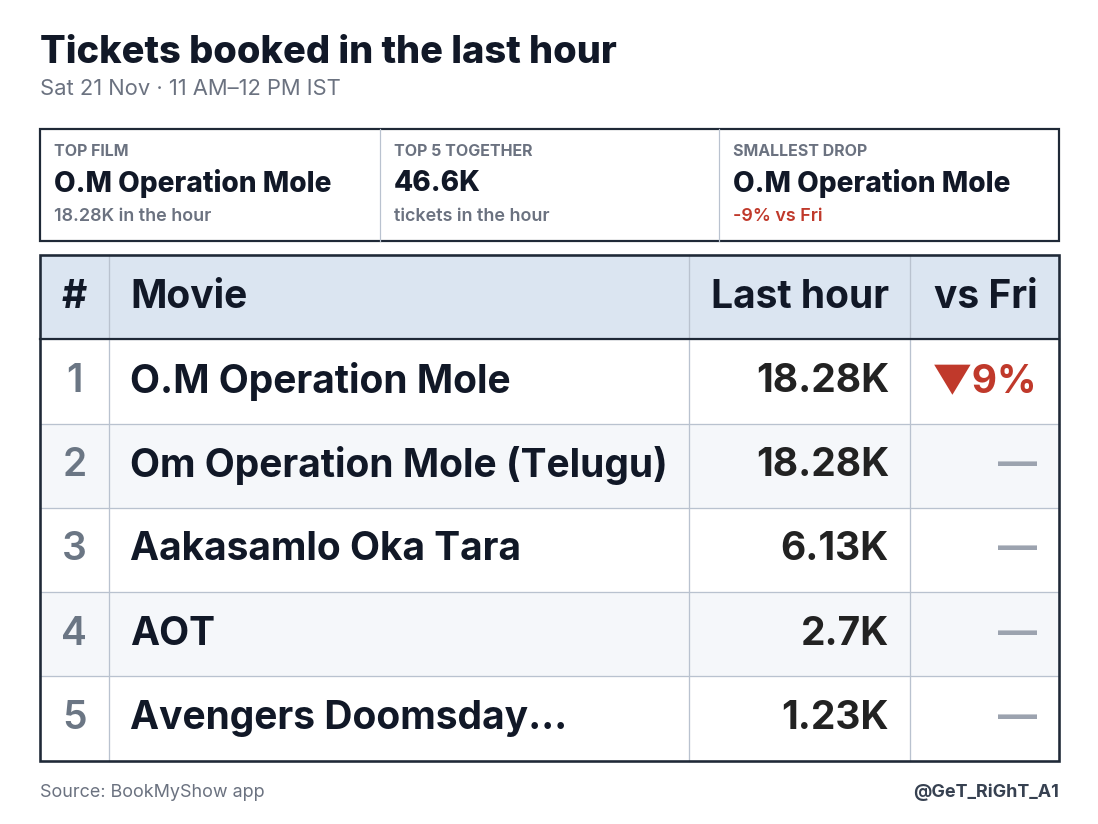 Tickets booked in the last hour
Sat 21 Nov · 11 AM–12 PM IST
TOP FILM
O.M Operation Mole
18.28K in the hour
TOP 5 TOGETHER
46.6K
tickets in the hour
SMALLEST DROP
O.M Operation Mole
-9% vs Fri
# Movie Last hour vs Fri
1 O.M Operation Mole 18.28K ▼9%
2 Om Operation Mole (Telugu) 18.28K —
3 Aakasamlo Oka Tara 6.13K —
4 AOT 2.7K —
5 Avengers Doomsday... 1.23K —
Source: BookMyShow app
@GeT_RiGhT_A1